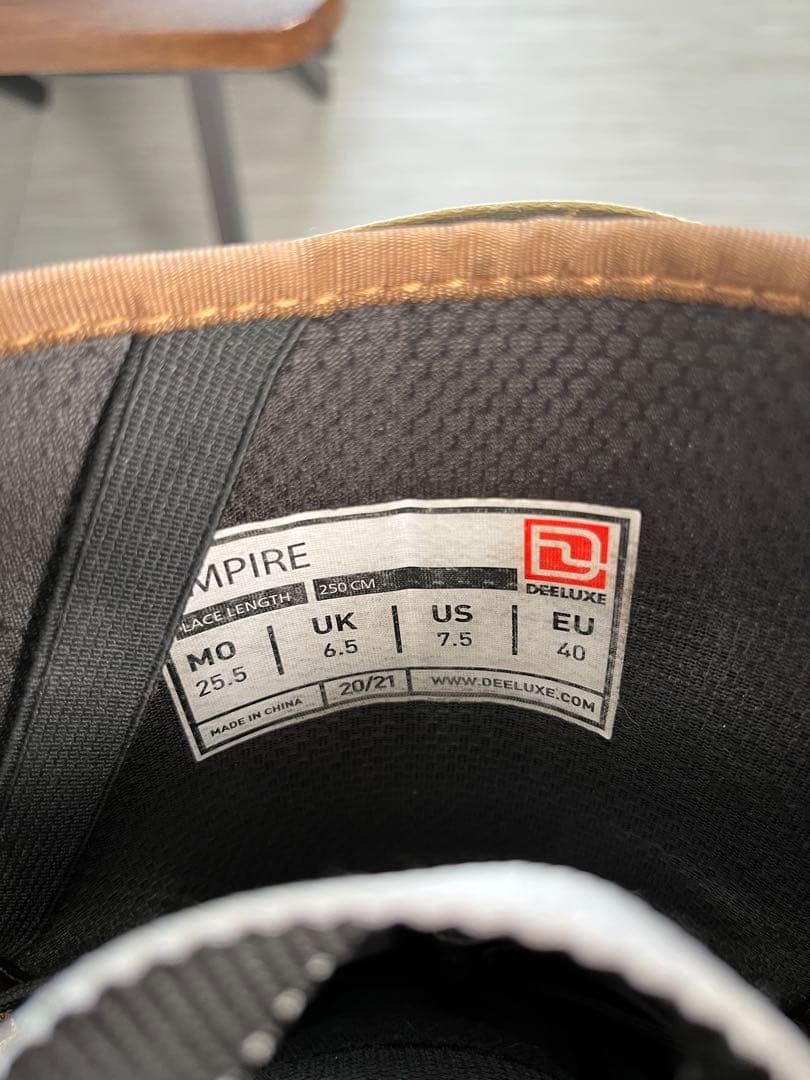 MPIRE
DEELUXE
LACE LENGTH 250 CM
MO UK US EU
25.5 6.5 7.5 40
MADE IN CHINA 20/21 WWW.DEELUXE.COM